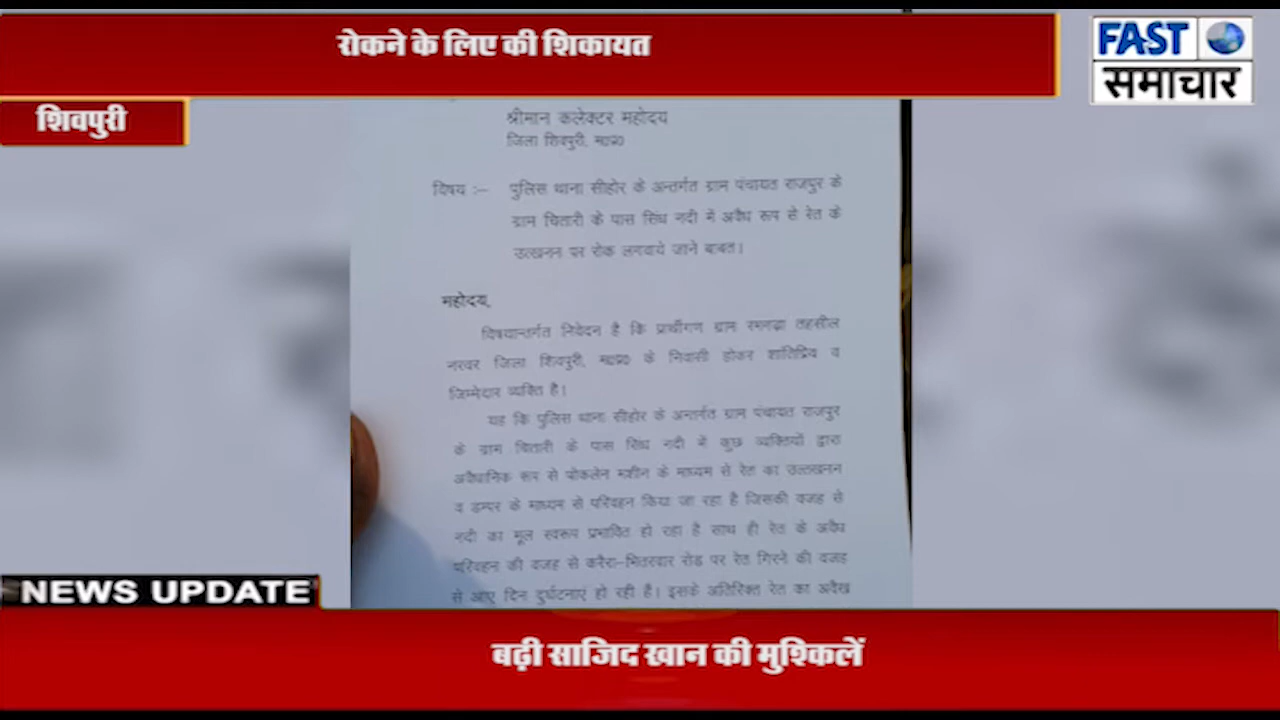 रोकने के लिए की शिकायत
FAST
समाचार
शिवपुरी
श्रीमान कलेक्टर महोदय
जिला शिवपुरी, म0प्र0
विषय :– पुलिस थाना सीहोर के अन्तर्गत ग्राम पंचायत राजपुर के
ग्राम चितारी के पास सिंध नदी में अवैध रूप से रेत के
उत्खनन पर रोक लगवाये जाने बाबत।
महोदय,
विषयान्तर्गत निवेदन है कि प्रार्थीगण ग्राम तहसील
नरवर जिला शिवपुरी, म0प्र0 के निवासी होकर शांतिप्रिय व
जिम्मेदार व्यक्ति है।
यह कि पुलिस थाना सीहोर के अन्तर्गत ग्राम पंचायत राजपुर
के ग्राम चितारी के पास सिंध नदी में कुछ व्यक्तियों द्वारा
अवैधानिक रूप से पोकलेन मशीन के माध्यम से रेत का उत्खनन
व डम्पर के माध्यम से परिवहन किया जा रहा है जिसकी वजह से
नदी का मूल स्वरूप प्रभावित हो रहा है साथ ही रेत के अवैध
परिवहन की वजह से करैरा–भितरवार रोड पर रेत गिरने की वजह
से आए दिन दुर्घटनाएं हो रही है। इसके अतिरिक्त रेत का अवैध
NEWS UPDATE
बढ़ी साजिद खान की मुश्किलें